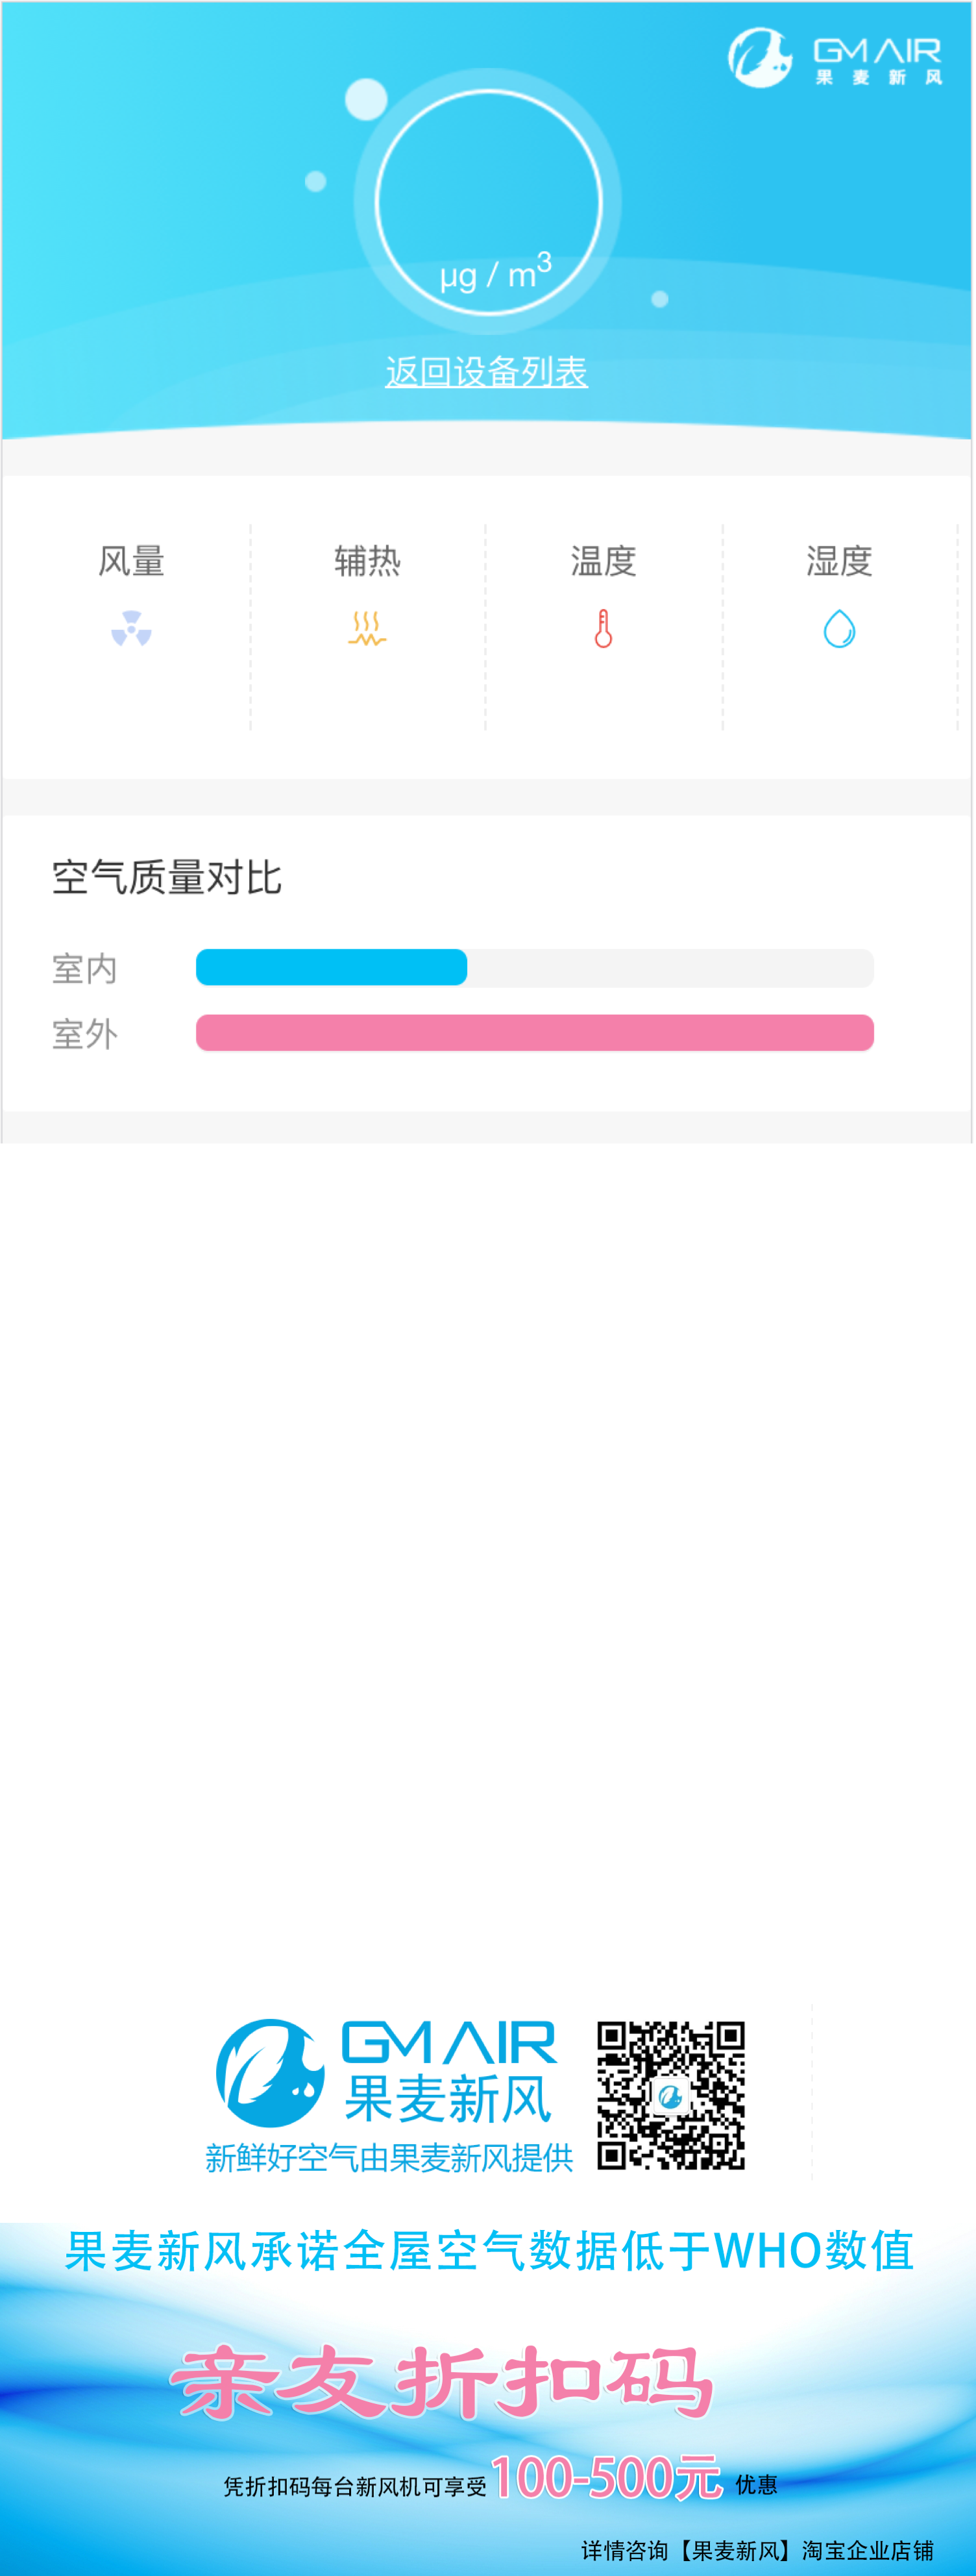 GMAIR
果麦新风
μg / m³
返回设备列表
风量 辅热 温度 湿度
空气质量对比
室内
室外
GMAIR
果麦新风
新鲜好空气由果麦新风提供
果麦新风承诺全屋空气数据低于WHO数值
亲友折扣码
凭折扣码每台新风机可享受100-500元 优惠
详情咨询【果麦新风】淘宝企业店铺